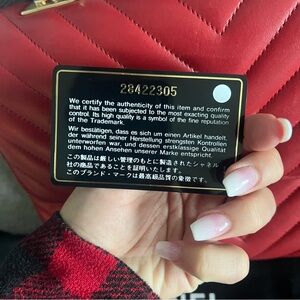 28422305
We certify the authenticity of this item and confirm
that it has been subjected to the most exacting quality
control. Its high quality is a symbol of the fine reputation
of the Trademark.
Wir bestätigen, dass es sich um einen Artikel handelt,
der während seiner Herstellung strengsten Kontrollen
unterworfen war, und dessen erstklassige Qualität
dem hohen Ansehen unserer Marke entspricht.
この製品は厳しい管理のもとに製造されたシャネル
社の商品であることを証明いたします。
このブランド・マークは最高級品質の象徴です。